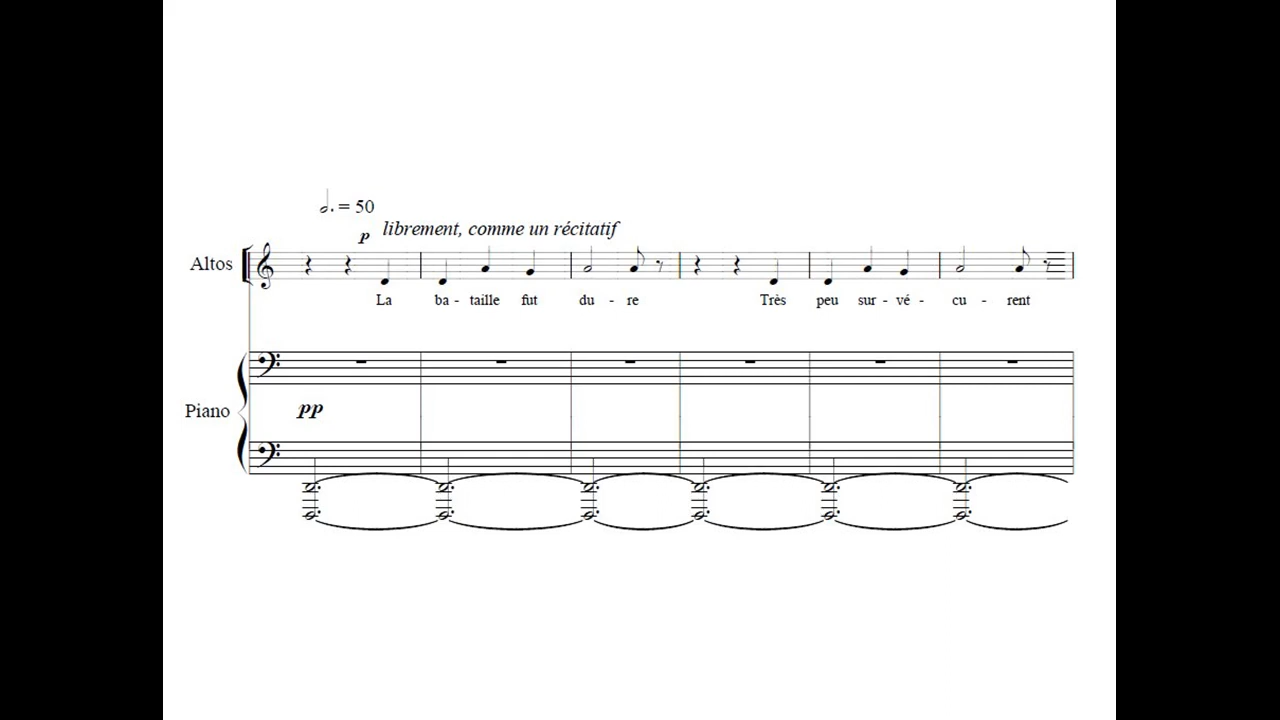 𝅗𝅥. = 50
p librement, comme un récitatif
Altos
La ba - taille fut du - re Très peu sur - vé - cu - rent
Piano
pp